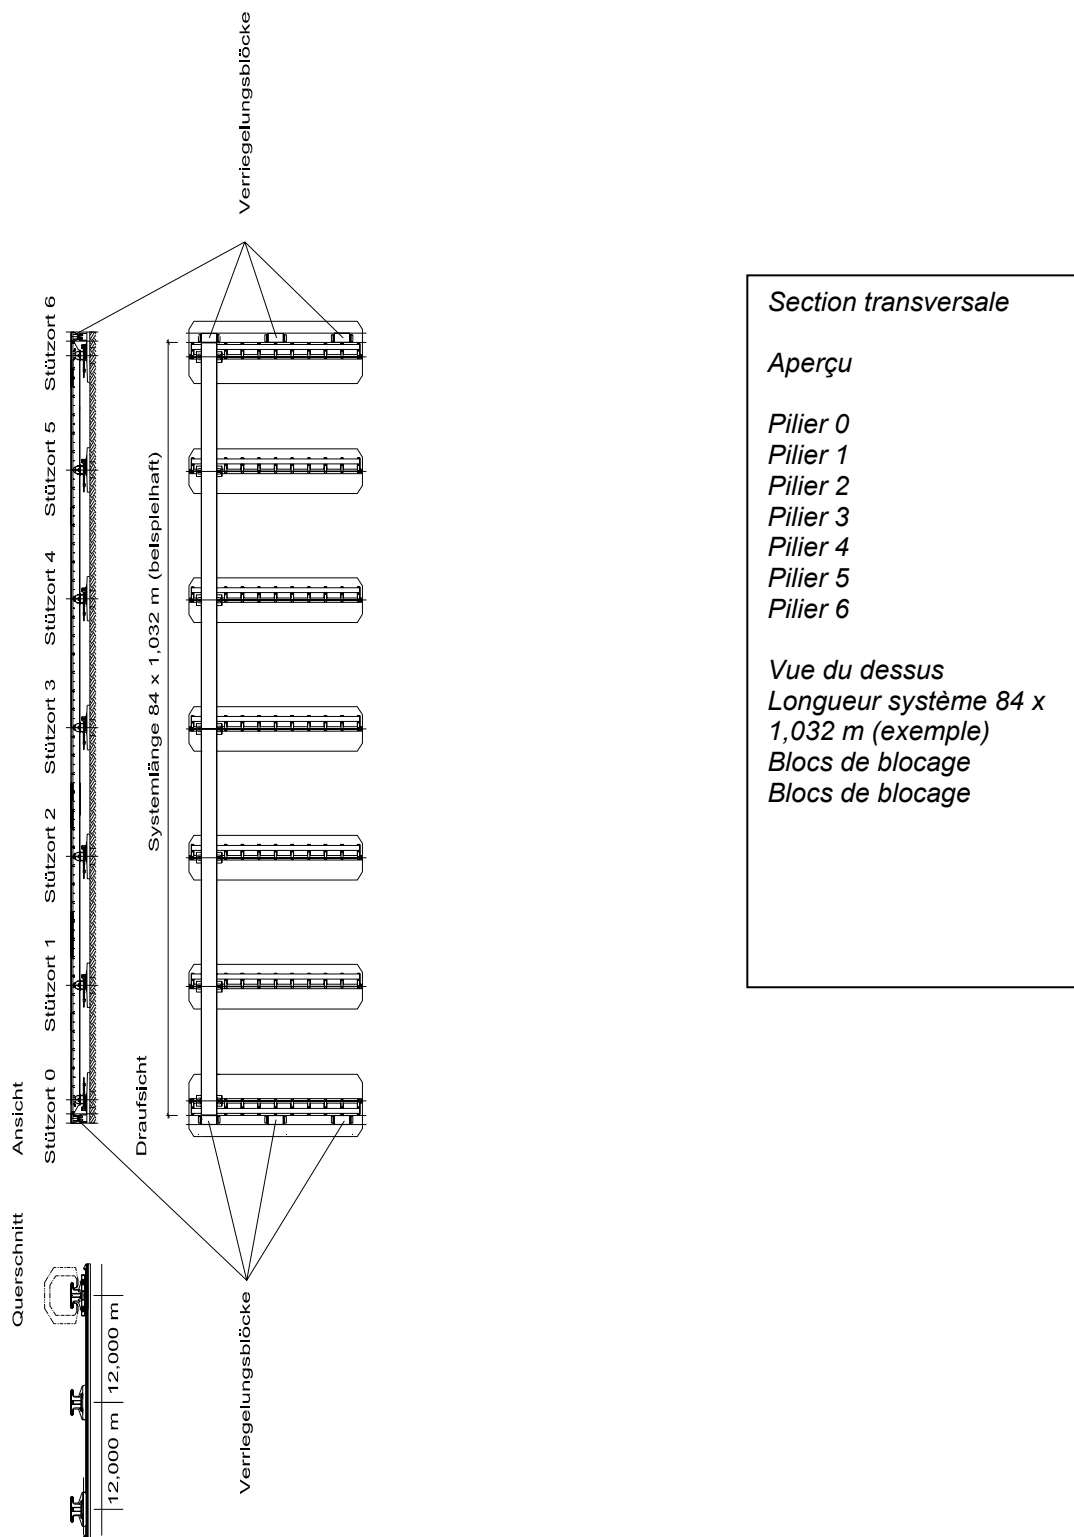 Querschnitt
Ansicht
Stützort 0
Stützort 1
Stützort 2
Stützort 3
Stützort 4
Stützort 5
Stützort 6
Draufsicht
Systemlänge 84 x 1,032 m (beispielhaft)
Verriegelungsblöcke
Verriegelungsblöcke
12,000 m
12,000 m
Section transversale
Aperçu
Pilier 0
Pilier 1
Pilier 2
Pilier 3
Pilier 4
Pilier 5
Pilier 6
Vue du dessus
Longueur système 84 x
1,032 m (exemple)
Blocs de blocage
Blocs de blocage